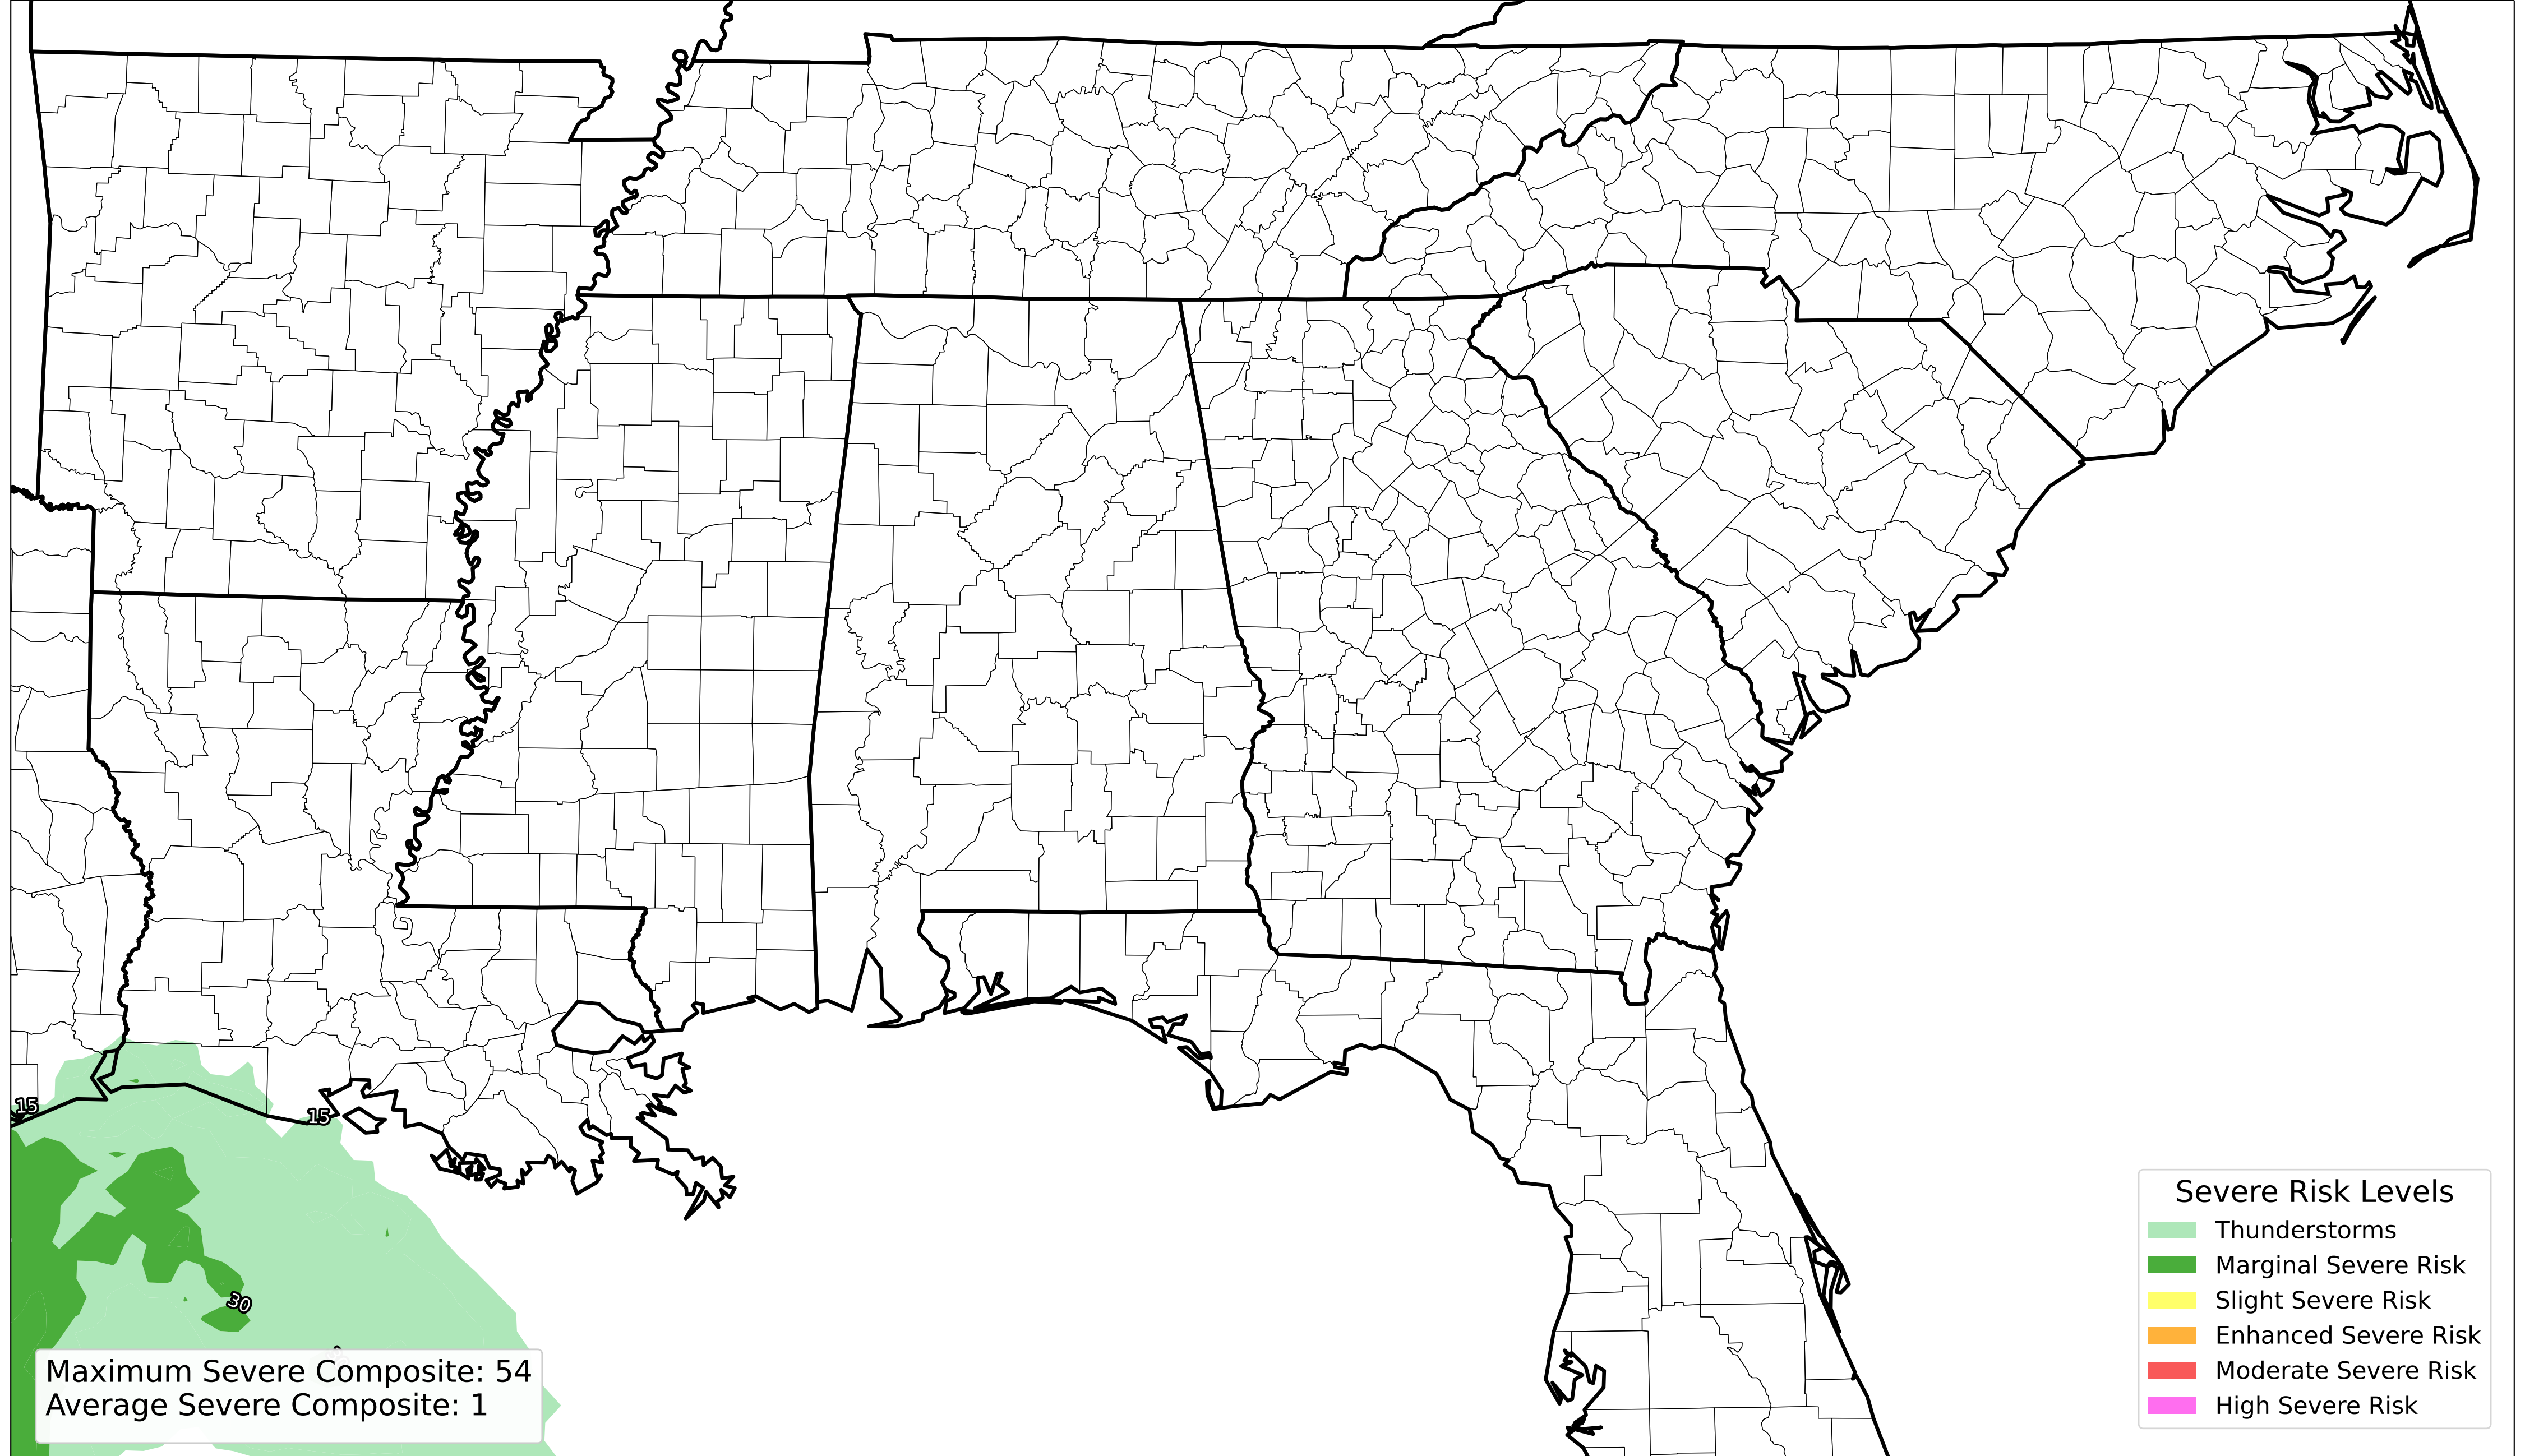 15
15
30
Maximum Severe Composite: 54
Average Severe Composite: 1
Severe Risk Levels
Thunderstorms
Marginal Severe Risk
Slight Severe Risk
Enhanced Severe Risk
Moderate Severe Risk
High Severe Risk